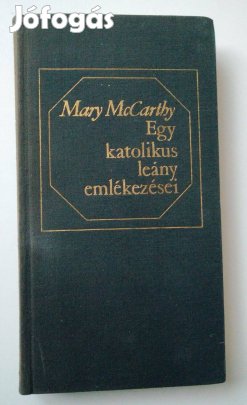 Jófogás
Mary McCarthy
Egy
katolikus
leány
emlékezései